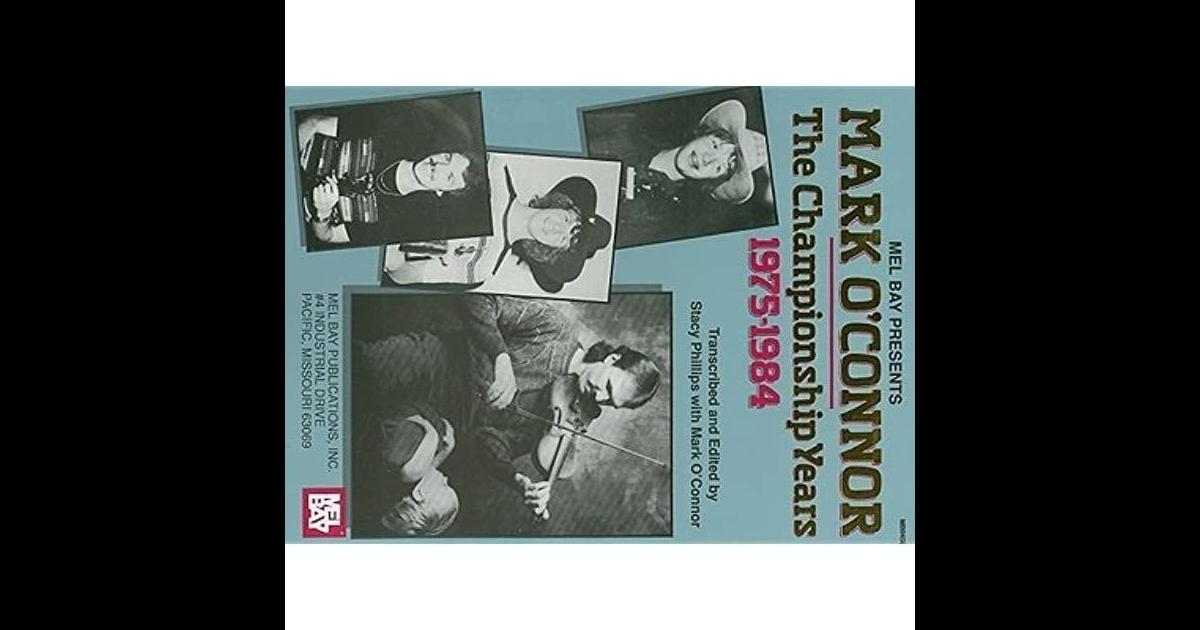 MEL BAY PRESENTS
MARK O'CONNOR
The Championship Years
1975-1984
Transcribed and Edited by
Stacy Phillips with Mark O'Connor
MEL BAY PUBLICATIONS, INC.
#4 INDUSTRIAL DRIVE
PACIFIC, MISSOURI 63069
MEL
BAY